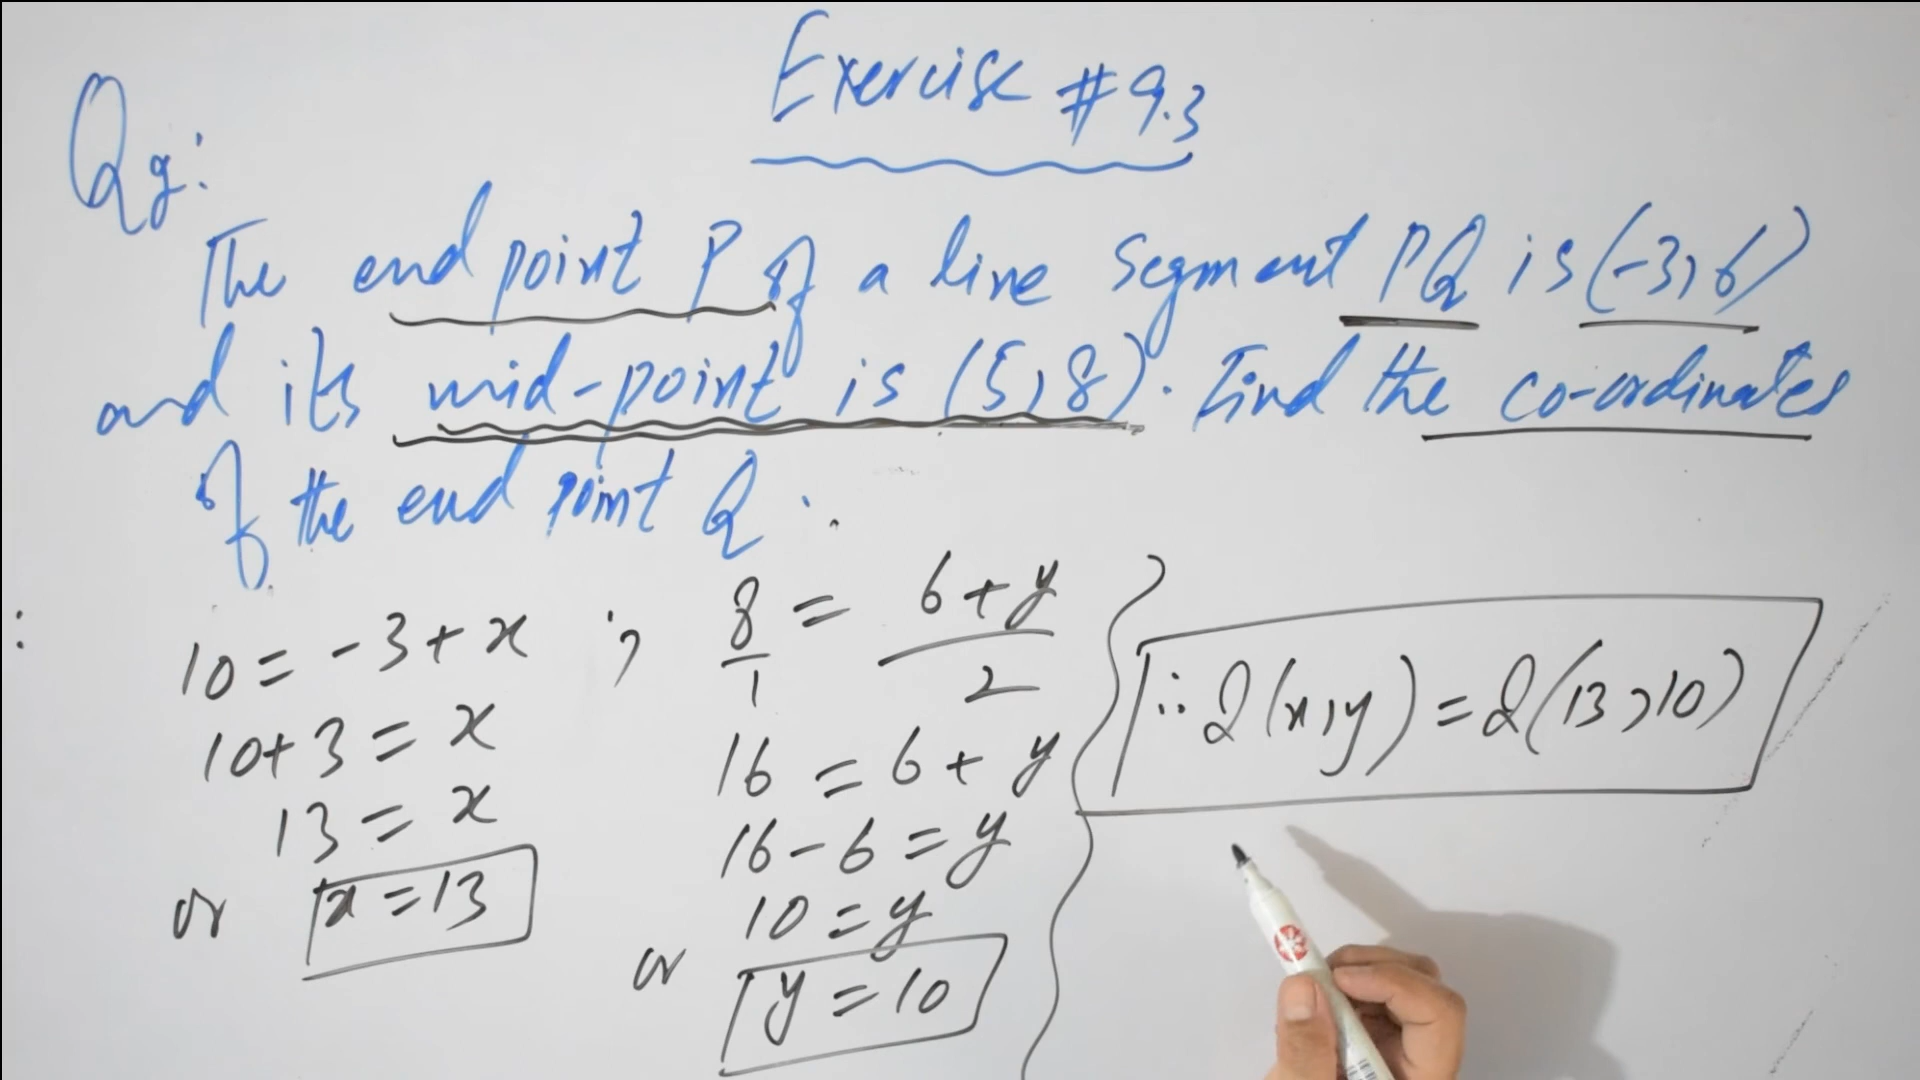 Exercise #9.3
Qg:
The end point P of a line segment PQ is (-3,6)
and its mid-point is (5,8). Find the co-ordinates
of the end point Q.
:
10 = -3 + x ;
10+3 = x
13 = x
or x = 13
8/1 = 6+y/2
16 = 6 + y
16 - 6 = y
10 = y
or y = 10
∴ Q(x,y) = Q(13,10)